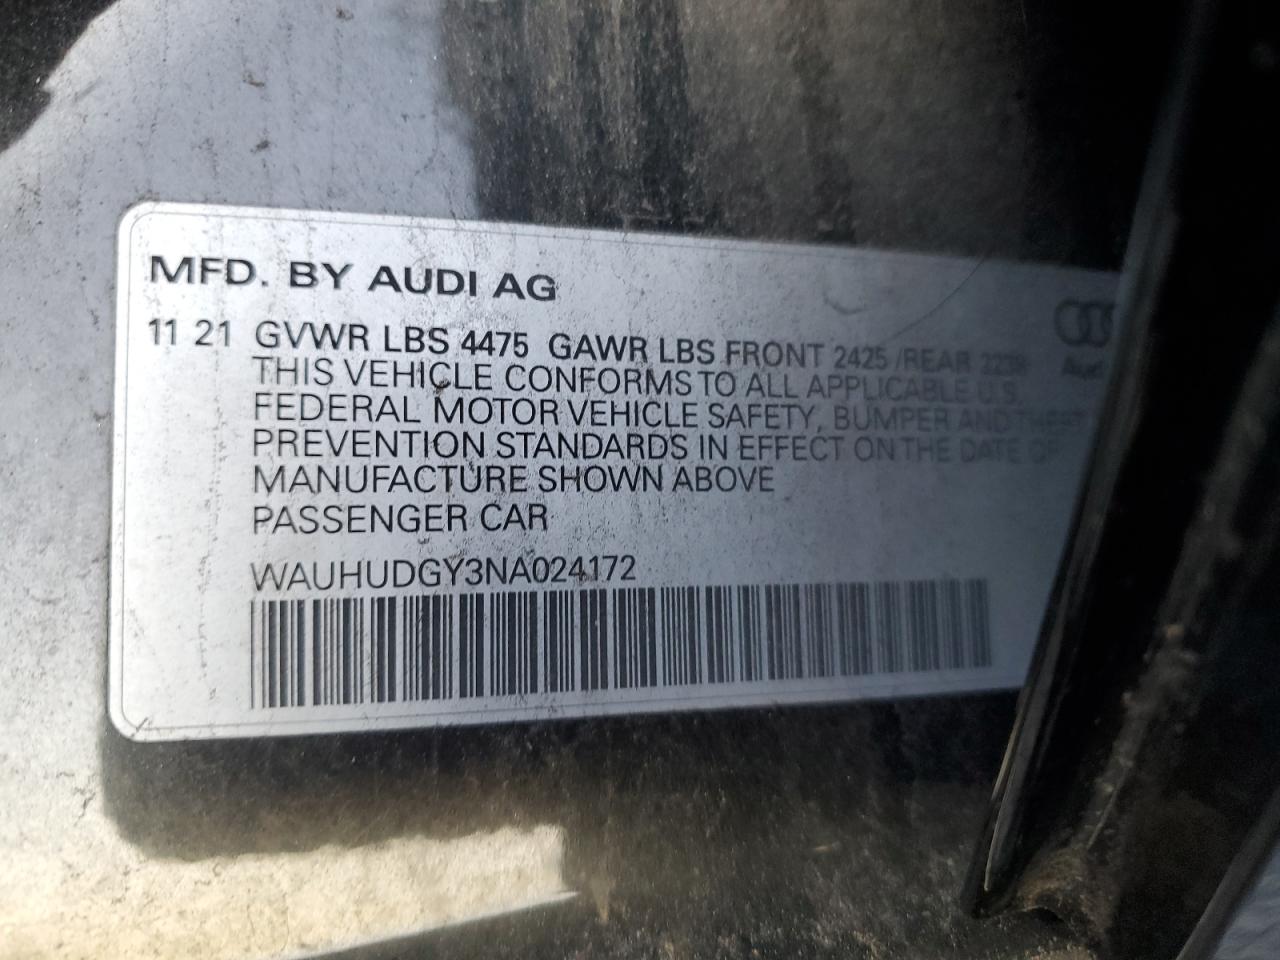 MFD. BY AUDI AG
11 21 GVWR LBS 4475 GAWR LBS FRONT 2425 /REAR
THIS VEHICLE CONFORMS TO ALL APPLICABLE U.S.
FEDERAL MOTOR VEHICLE SAFETY, BUMPER AND THEFT
PREVENTION STANDARDS IN EFFECT ON THE DATE OF
MANUFACTURE SHOWN ABOVE
PASSENGER CAR
WAUHUDGY3NA024172
Audi